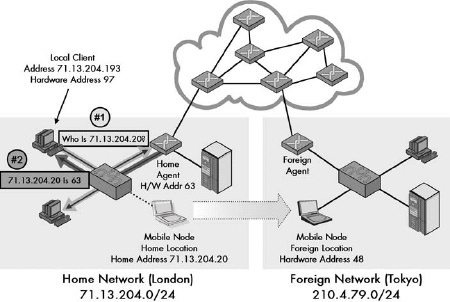 Local Client
Address 71.13.204.193
Hardware Address 97
#1
Who Is 71.13.204.20?
#2
71.13.204.20 Is 63
Home
Agent
H/W Addr 63
Foreign
Agent
Mobile Node
Home Location
Home Address 71.13.204.20
Mobile Node
Foreign Location
Hardware Address 48
Home Network (London)
71.13.204.0/24
Foreign Network (Tokyo)
210.4.79.0/24